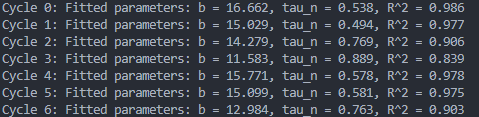 Cycle 0: Fitted parameters: b = 16.662, tau_n = 0.538, R^2 = 0.986
Cycle 1: Fitted parameters: b = 15.029, tau_n = 0.494, R^2 = 0.977
Cycle 2: Fitted parameters: b = 14.279, tau_n = 0.769, R^2 = 0.906
Cycle 3: Fitted parameters: b = 11.583, tau_n = 0.889, R^2 = 0.839
Cycle 4: Fitted parameters: b = 15.771, tau_n = 0.578, R^2 = 0.978
Cycle 5: Fitted parameters: b = 15.099, tau_n = 0.581, R^2 = 0.975
Cycle 6: Fitted parameters: b = 12.984, tau_n = 0.763, R^2 = 0.903